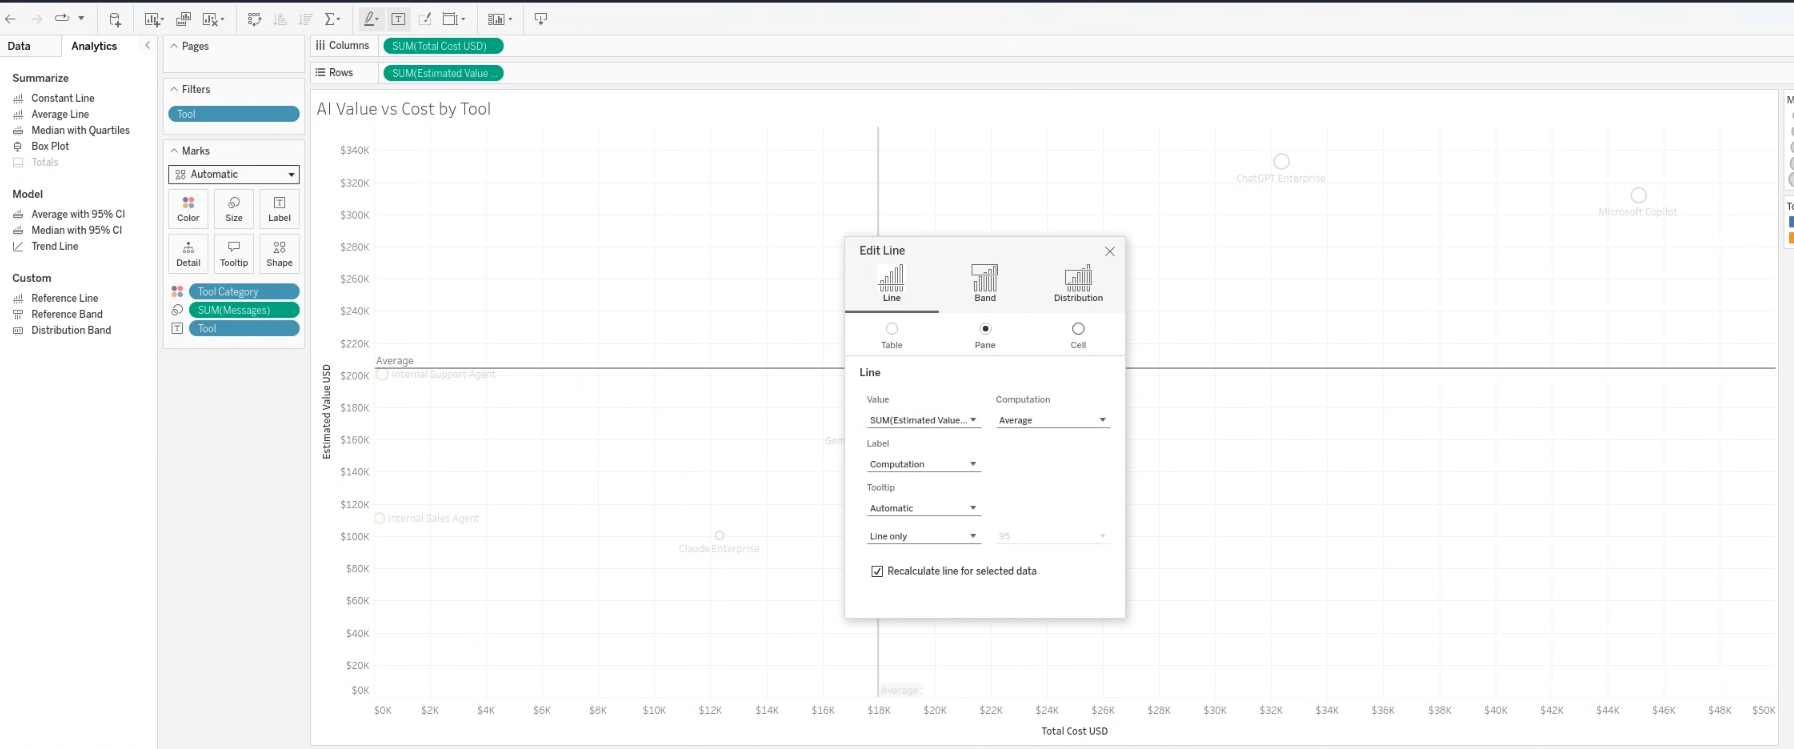 Data
Analytics
Summarize
Constant Line
Average Line
Median with Quartiles
Box Plot
Totals
Model
Average with 95% CI
Median with 95% CI
Trend Line
Custom
Reference Line
Reference Band
Distribution Band
Pages
Filters
Tool
Marks
Automatic
Color
Size
Label
Detail
Tooltip
Shape
Tool Category
SUM(Messages)
Tool
Columns
SUM(Total Cost USD)
Rows
SUM(Estimated Value ...
AI Value vs Cost by Tool
Estimated Value USD
$340K
$320K
$300K
$280K
$260K
$240K
$220K
$200K
$180K
$160K
$140K
$120K
$100K
$80K
$60K
$40K
$20K
$0K
ChatGPT Enterprise
Microsoft Copilot
Average
Internal Support Agent
Gem
Internal Sales Agent
Claude Enterprise
Average:
$0K $2K $4K $6K $8K $10K $12K $14K $16K $18K $20K $22K $24K $26K $28K $30K $32K $34K $36K $38K $40K $42K $44K $46K $48K $50K
Total Cost USD
Edit Line
Line
Band
Distribution
Table
Pane
Cell
Line
Value
Computation
SUM(Estimated Value...
Average
Label
Computation
Tooltip
Automatic
Line only
95
Recalculate line for selected data
M
To